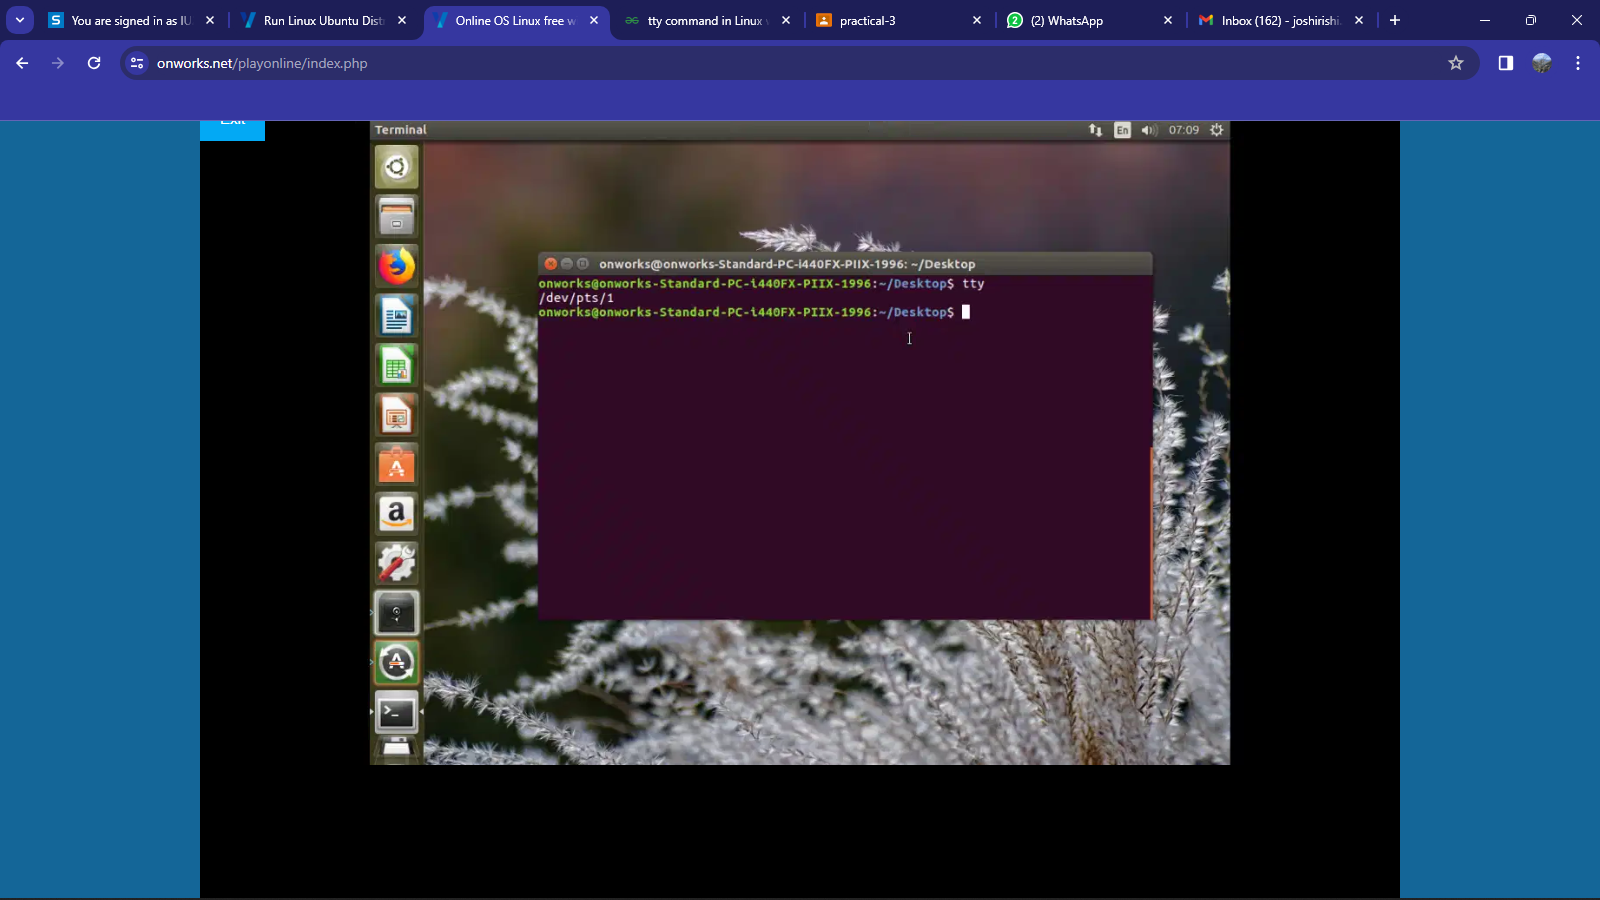 You are signed in as IU
Run Linux Ubuntu Dist
Online OS Linux free w
tty command in Linux
practical-3
(2) WhatsApp
Inbox (162) - joshirishi
onworks.net/playonline/index.php
Exit
Terminal
En
07:09
onworks@onworks-Standard-PC-i440FX-PIIX-1996: ~/Desktop
onworks@onworks-Standard-PC-i440FX-PIIX-1996:~/Desktop$ tty
/dev/pts/1
onworks@onworks-Standard-PC-i440FX-PIIX-1996:~/Desktop$